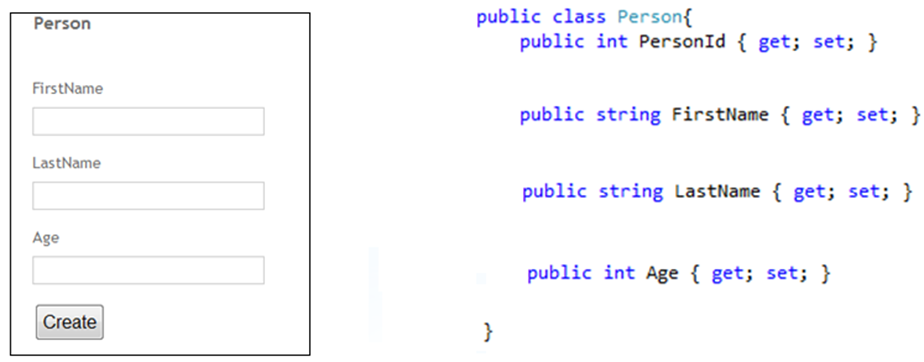 Person
FirstName
LastName
Age
Create
public class Person{
public int PersonId { get; set; }
public string FirstName { get; set; }
public string LastName { get; set; }
public int Age { get; set; }
}